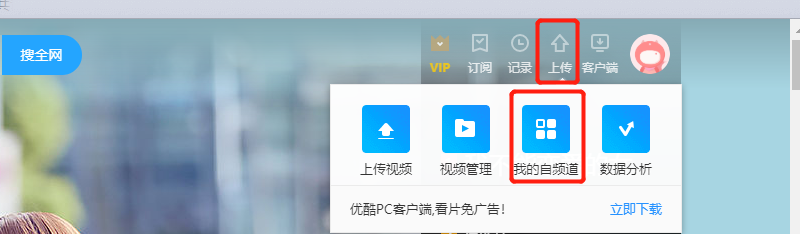 搜全网
VIP 订阅 记录 上传 客户端
上传视频 视频管理 我的自频道 数据分析
优酷PC客户端,看片免广告! 立即下载